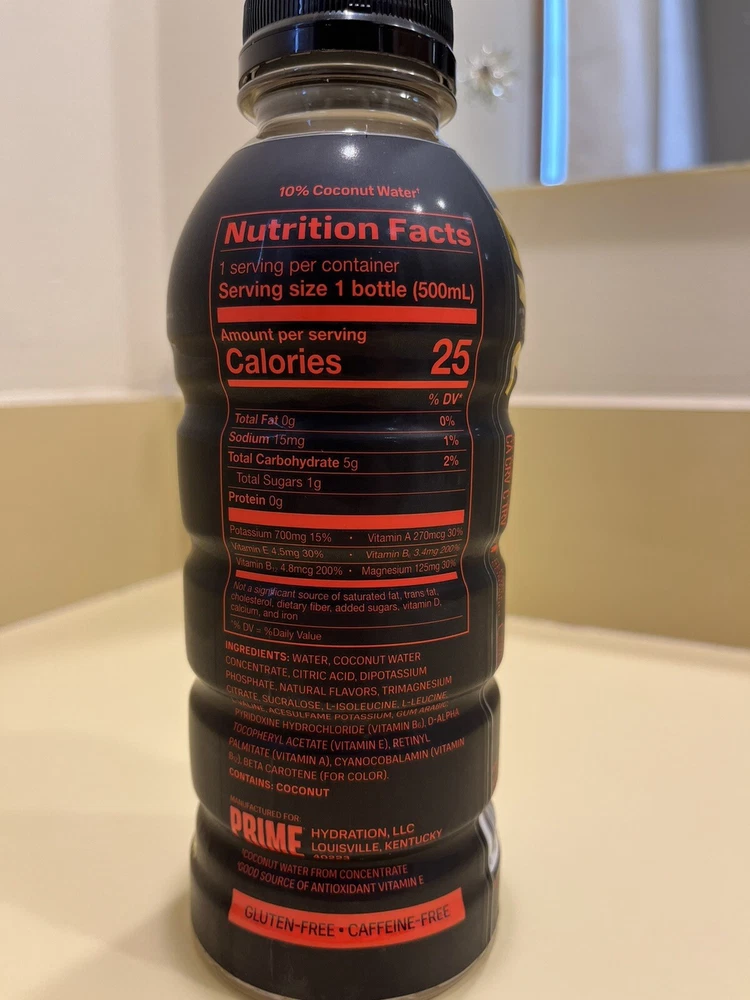 10% Coconut Water†
Nutrition Facts
1 serving per container
Serving size 1 bottle (500mL)
Amount per serving
Calories 25
% DV*
Total Fat 0g 0%
Sodium 15mg 1%
Total Carbohydrate 5g 2%
Total Sugars 1g
Protein 0g
Potassium 700mg 15% • Vitamin A 270mcg 30%
Vitamin E 4.5mg 30% • Vitamin B₆ 3.4mg 200%
Vitamin B₁₂ 4.8mcg 200% • Magnesium 125mg 30%
Not a significant source of saturated fat, trans fat,
cholesterol, dietary fiber, added sugars, vitamin D,
calcium, and iron
*% DV = %Daily Value
INGREDIENTS: WATER, COCONUT WATER
CONCENTRATE, CITRIC ACID, DIPOTASSIUM
PHOSPHATE, NATURAL FLAVORS, TRIMAGNESIUM
CITRATE, SUCRALOSE, L-ISOLEUCINE, L-LEUCINE,
ACESULFAME POTASSIUM, GUM
PYRIDOXINE HYDROCHLORIDE (VITAMIN B₆), D-ALPHA
TOCOPHERYL ACETATE (VITAMIN E), RETINYL
PALMITATE (VITAMIN A), CYANOCOBALAMIN (VITAMIN
B₁₂), BETA CAROTENE (FOR COLOR).
CONTAINS: COCONUT
MANUFACTURED FOR:
PRIME HYDRATION, LLC
LOUISVILLE, KENTUCKY
†COCONUT WATER FROM CONCENTRATE
GOOD SOURCE OF ANTIOXIDANT VITAMIN E
GLUTEN-FREE • CAFFEINE-FREE